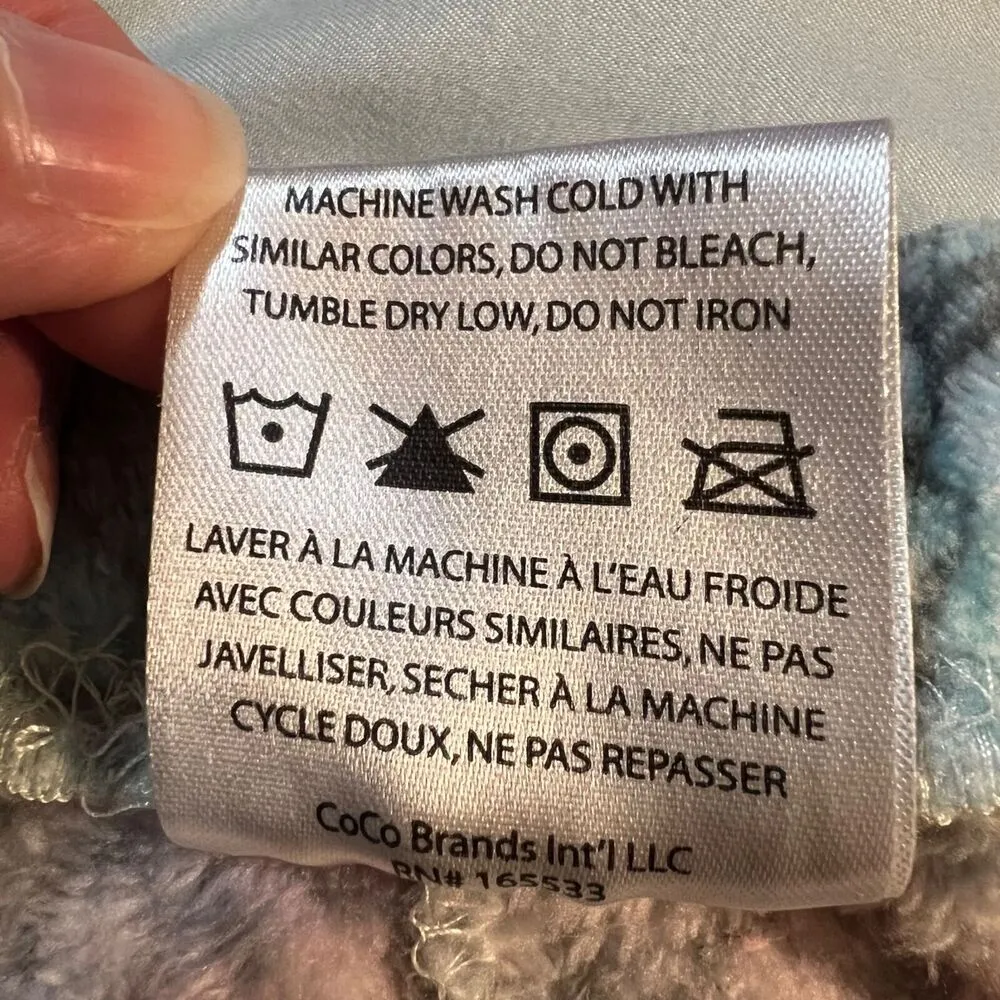 MACHINE WASH COLD WITH
SIMILAR COLORS, DO NOT BLEACH,
TUMBLE DRY LOW, DO NOT IRON
LAVER À LA MACHINE À L'EAU FROIDE
AVEC COULEURS SIMILAIRES, NE PAS
JAVELLISER, SECHER À LA MACHINE
CYCLE DOUX, NE PAS REPASSER
CoCo Brands Int'l LLC
RN# 165533